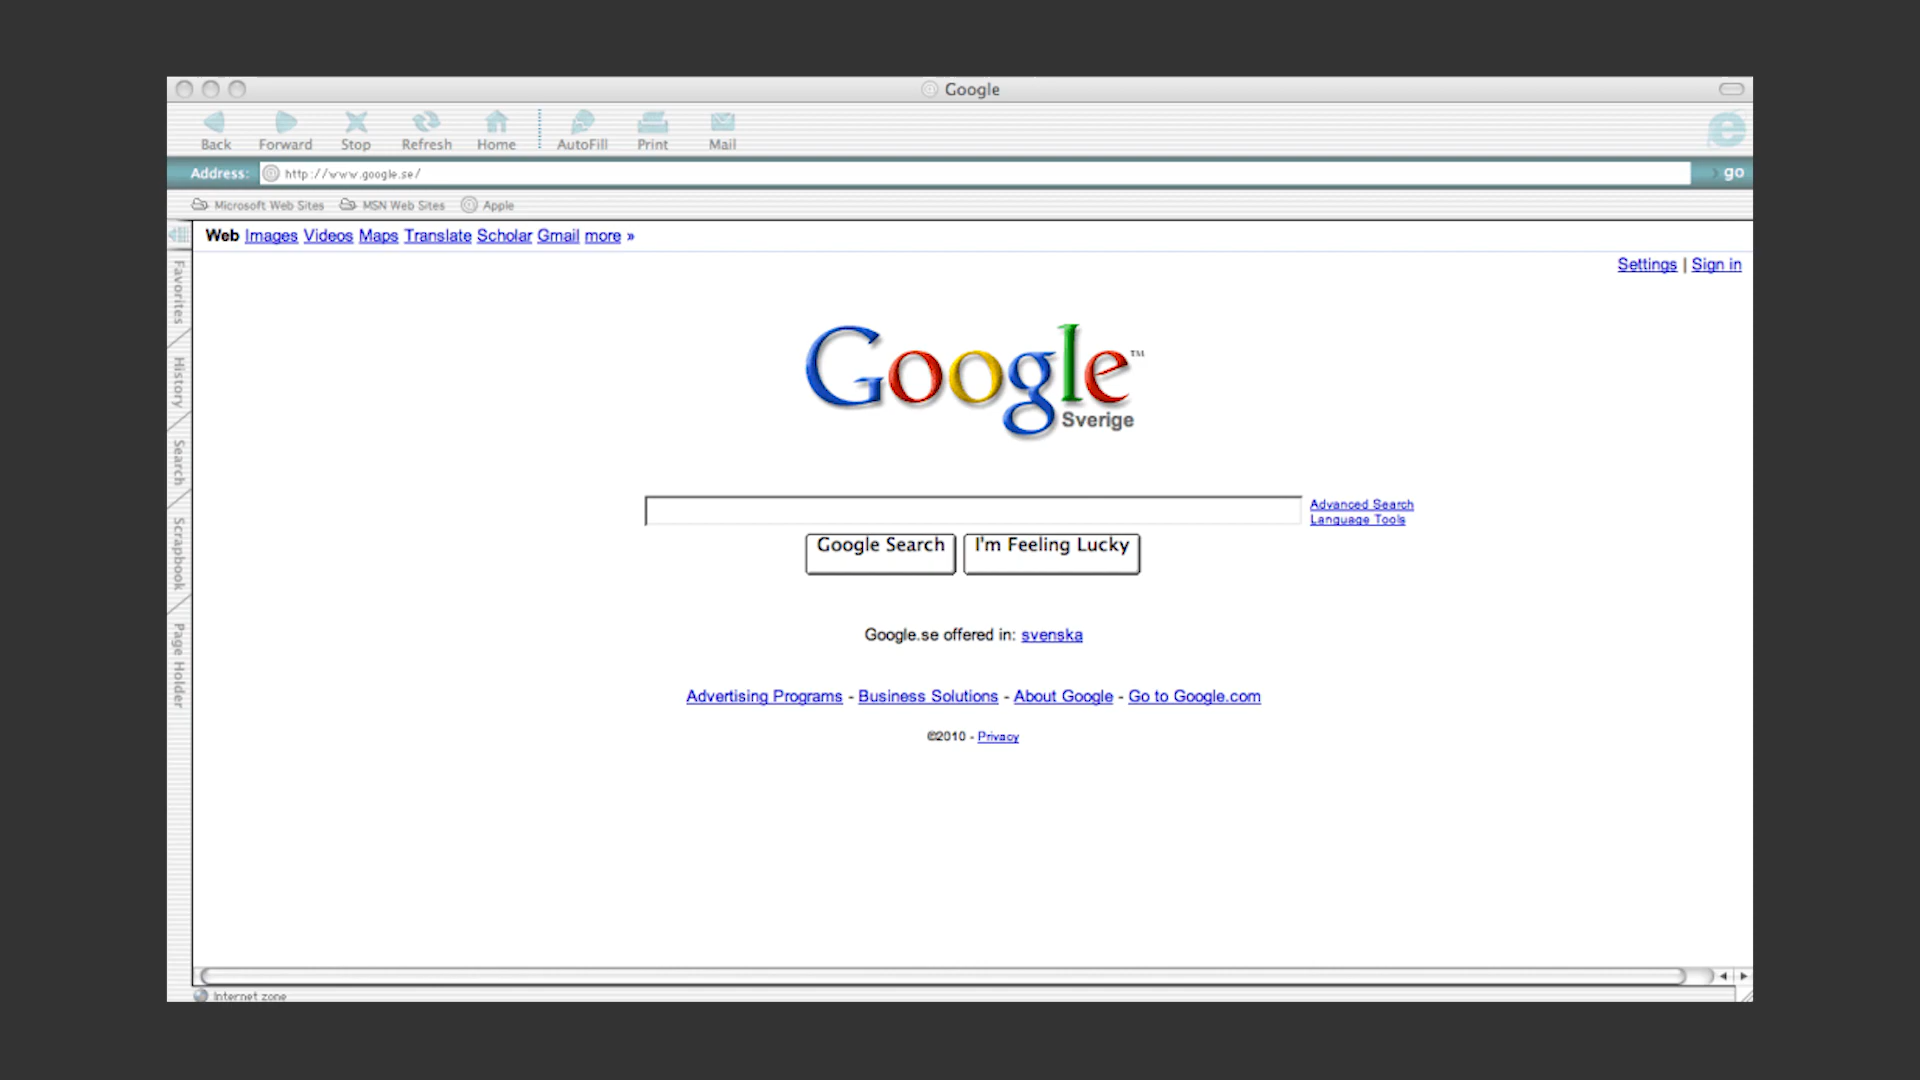 Google
Back Forward Stop Refresh Home AutoFill Print Mail
Address: http://www.google.se/ go
Microsoft Web Sites MSN Web Sites Apple
Web Images Videos Maps Translate Scholar Gmail more »
Settings | Sign in
Favorites
History
Search
Scrapbook
Page Holder
Google™
Sverige
Advanced Search
Language Tools
Google Search I'm Feeling Lucky
Google.se offered in: svenska
Advertising Programs - Business Solutions - About Google - Go to Google.com
©2010 - Privacy
Internet zone